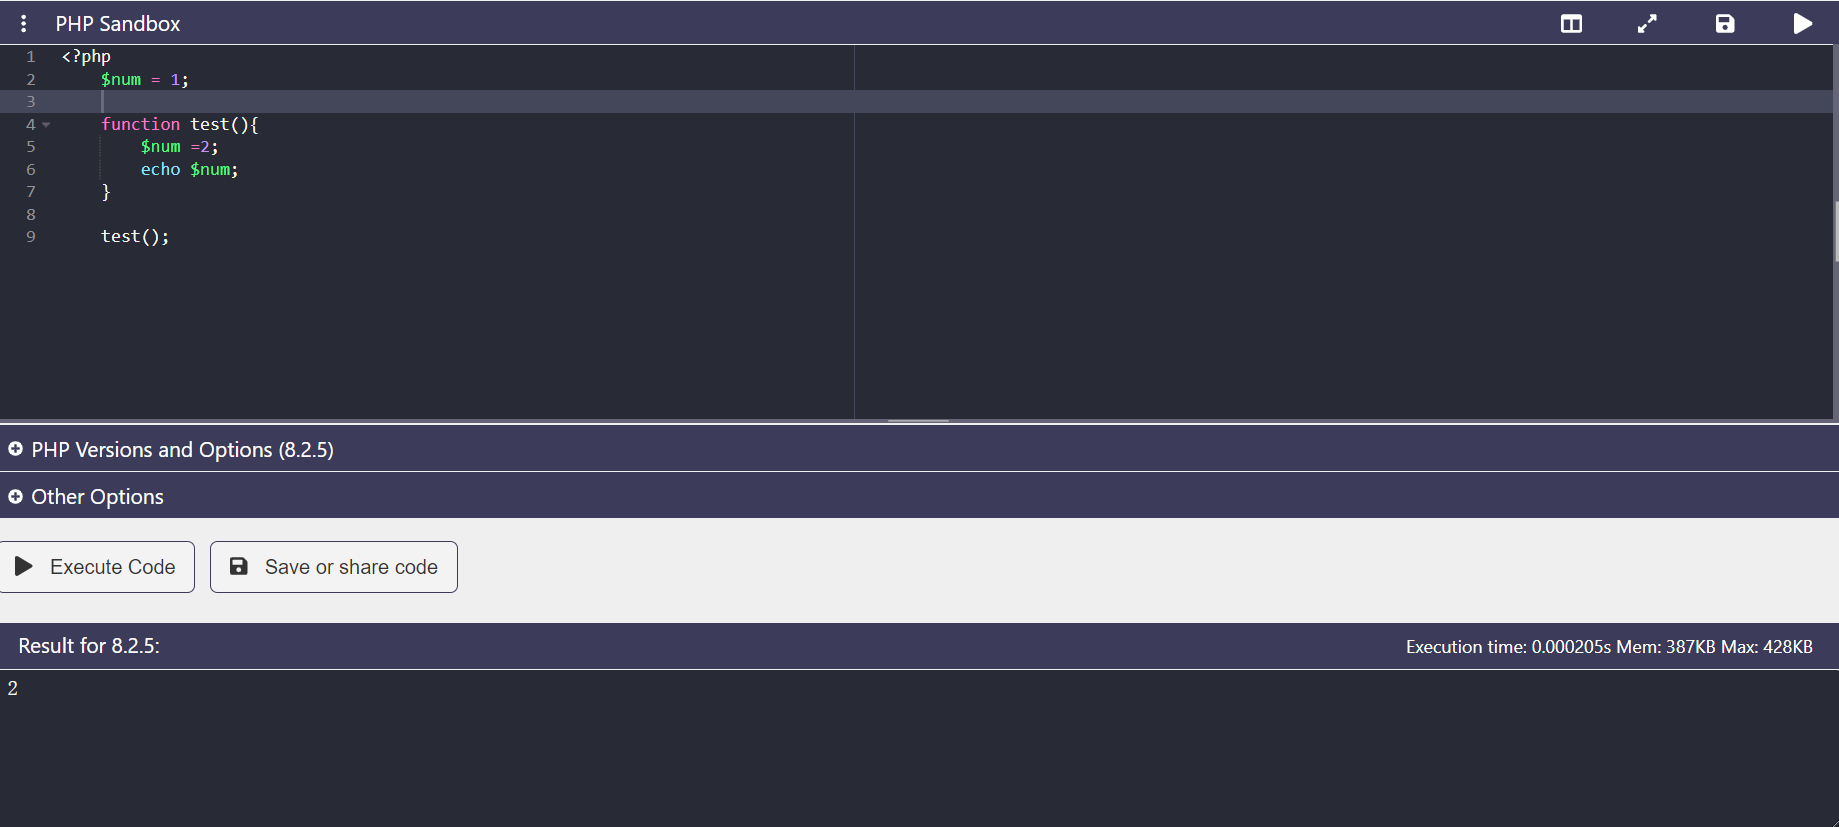 PHP Sandbox
1 <?php
2 $num = 1;
3
4 function test(){
5 $num =2;
6 echo $num;
7 }
8
9 test();
PHP Versions and Options (8.2.5)
Other Options
Execute Code Save or share code
Result for 8.2.5: Execution time: 0.000205s Mem: 387KB Max: 428KB
2